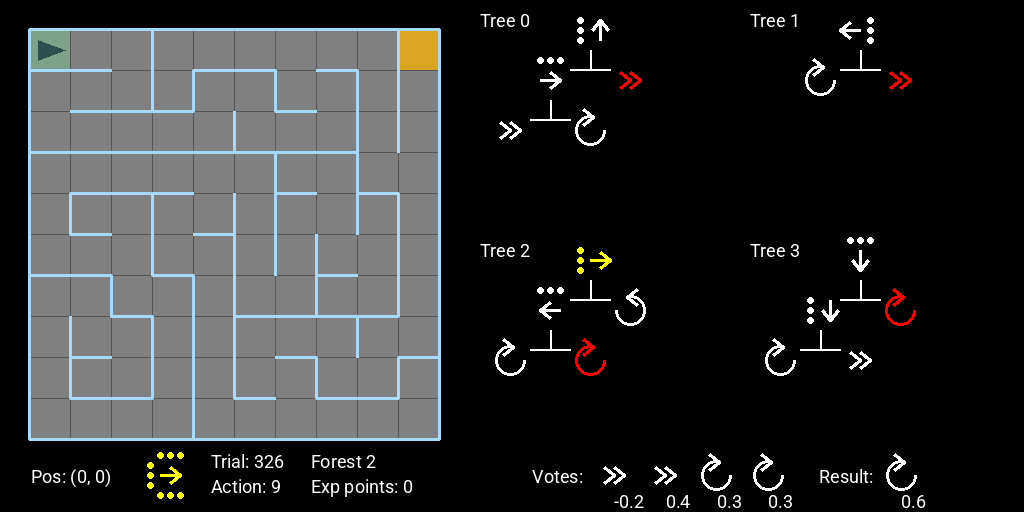 Tree 0
Tree 1
Tree 2
Tree 3
Pos: (0, 0)
Trial: 326
Forest 2
Action: 9
Exp points: 0
Votes:
Result:
-0.2
0.4
0.3
0.3
0.6